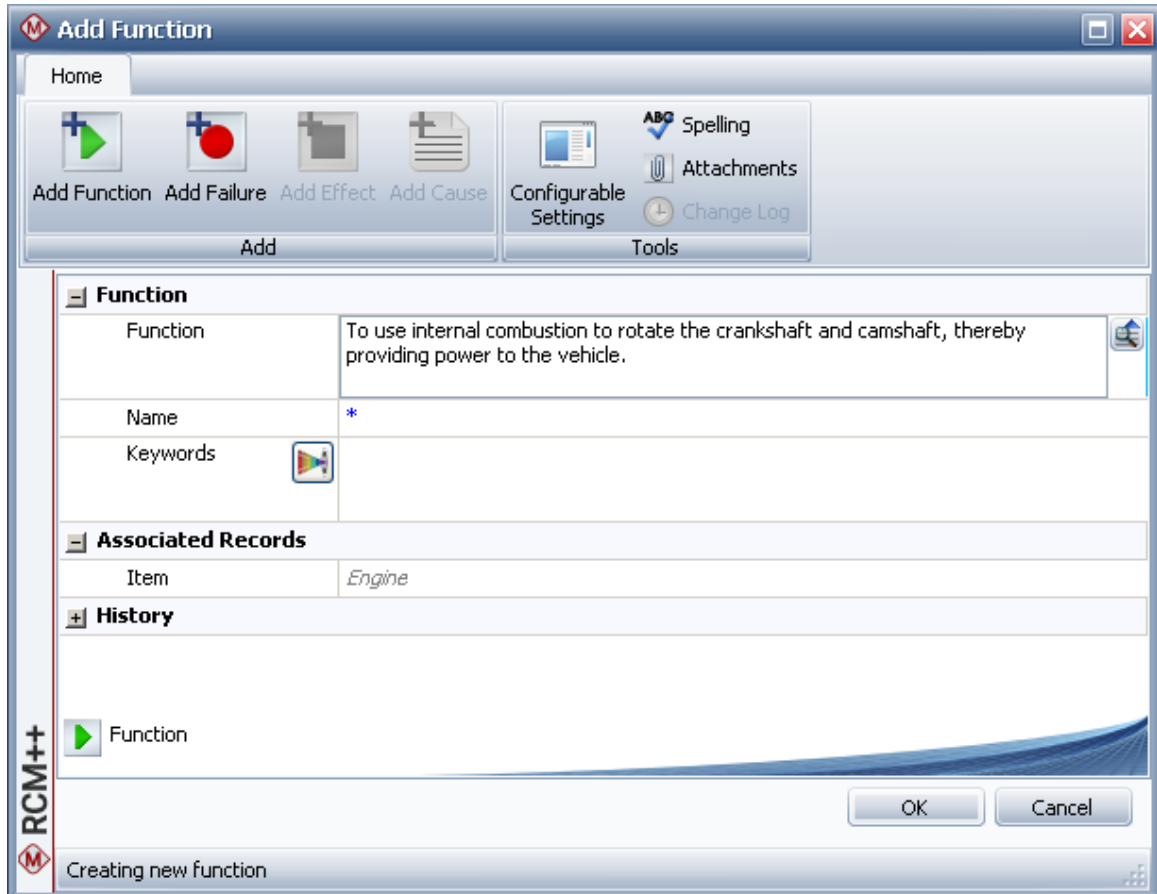 Add Function
Home
Add Function Add Failure Add Effect Add Cause
Configurable Settings
ABC Spelling
Attachments
Change Log
Add
Tools
Function
Function To use internal combustion to rotate the crankshaft and camshaft, thereby
providing power to the vehicle.
Name *
Keywords
Associated Records
Item Engine
History
Function
RCM++
OK Cancel
Creating new function